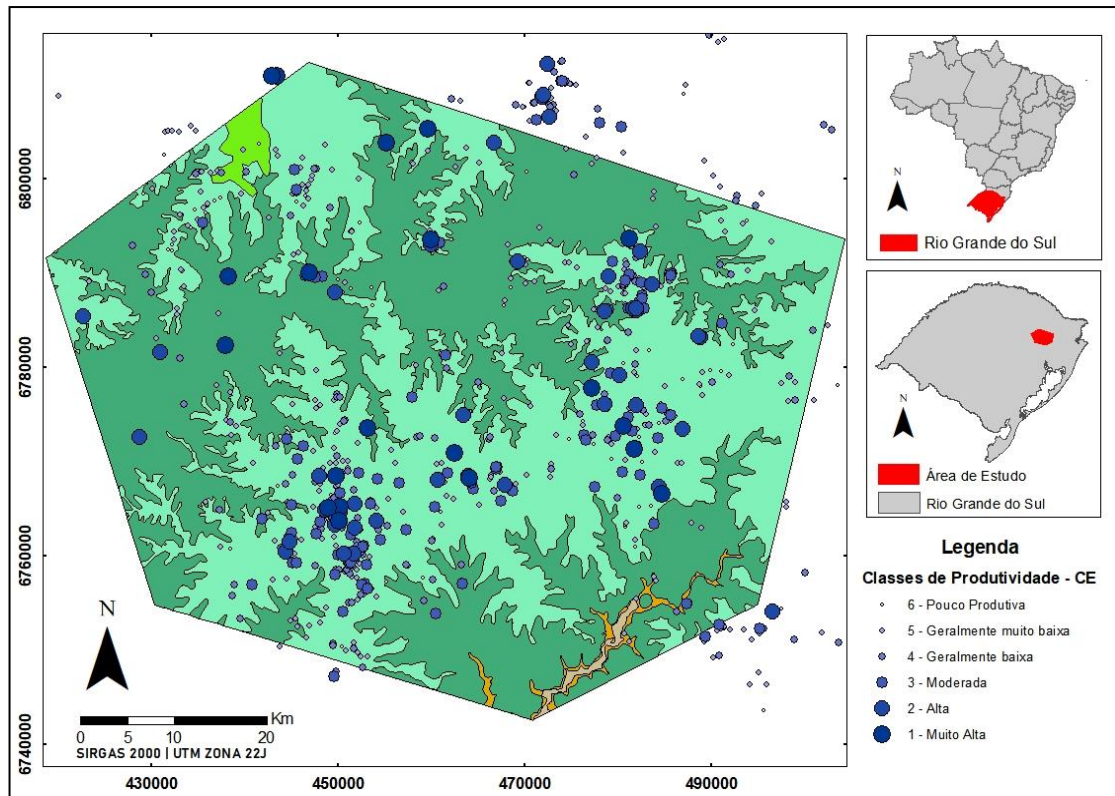 6800000
6780000
6760000
6740000
430000
450000
470000
490000
N
Km
0 5 10 20
SIRGAS 2000 | UTM ZONA 22J
N
Rio Grande do Sul
N
Área de Estudo
Rio Grande do Sul
Legenda
Classes de Produtividade - CE
6 - Pouco Produtiva
5 - Geralmente muito baixa
4 - Geralmente baixa
3 - Moderada
2 - Alta
1 - Muito Alta